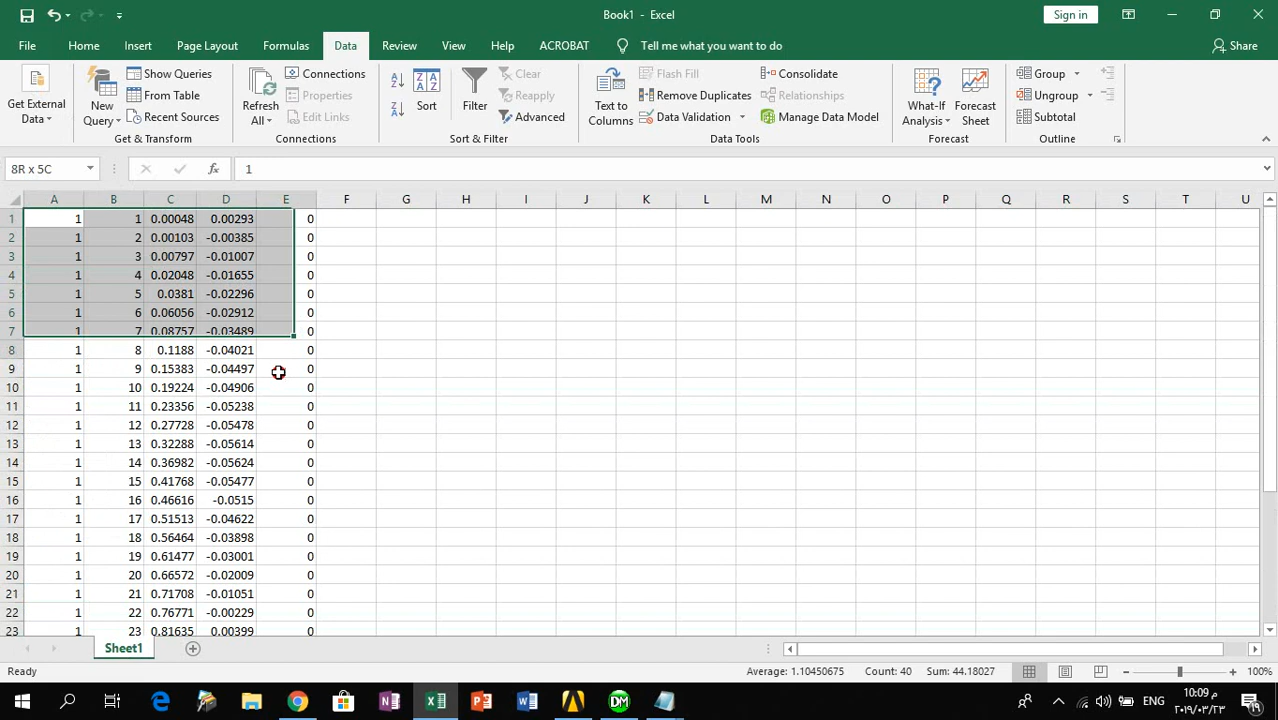 Book1 - Excel
Sign in
File Home Insert Page Layout Formulas Data Review View Help ACROBAT Tell me what you want to do Share
Get External Data
New Query
Show Queries
From Table
Recent Sources
Get & Transform
Refresh All
Connections
Properties
Edit Links
Connections
Sort
Filter
Clear
Reapply
Advanced
Sort & Filter
Text to Columns
Flash Fill
Remove Duplicates
Data Validation
Consolidate
Relationships
Manage Data Model
Data Tools
What-If Analysis
Forecast Sheet
Forecast
Group
Ungroup
Subtotal
Outline
8R x 5C
fx 1
A B C D E F G H I J K L M N O P Q R S T U
1 1 1 0.00048 0.00293 0
2 1 2 0.00103 -0.00385 0
3 1 3 0.00797 -0.01007 0
4 1 4 0.02048 -0.01655 0
5 1 5 0.0381 -0.02296 0
6 1 6 0.06056 -0.02912 0
7 1 7 0.08757 -0.03489 0
8 1 8 0.1188 -0.04021 0
9 1 9 0.15383 -0.04497 0
10 1 10 0.19224 -0.04906 0
11 1 11 0.23356 -0.05238 0
12 1 12 0.27728 -0.05478 0
13 1 13 0.32288 -0.05614 0
14 1 14 0.36982 -0.05624 0
15 1 15 0.41768 -0.05477 0
16 1 16 0.46616 -0.0515 0
17 1 17 0.51513 -0.04622 0
18 1 18 0.56464 -0.03898 0
19 1 19 0.61477 -0.03001 0
20 1 20 0.66572 -0.02009 0
21 1 21 0.71708 -0.01051 0
22 1 22 0.76771 -0.00229 0
23 1 23 0.81635 0.00399 0
Sheet1
Ready
Average: 1.10450675 Count: 40 Sum: 44.18027
100%
ENG
م 10:09
٢٠١٩/٠٣/٢٣
١٩